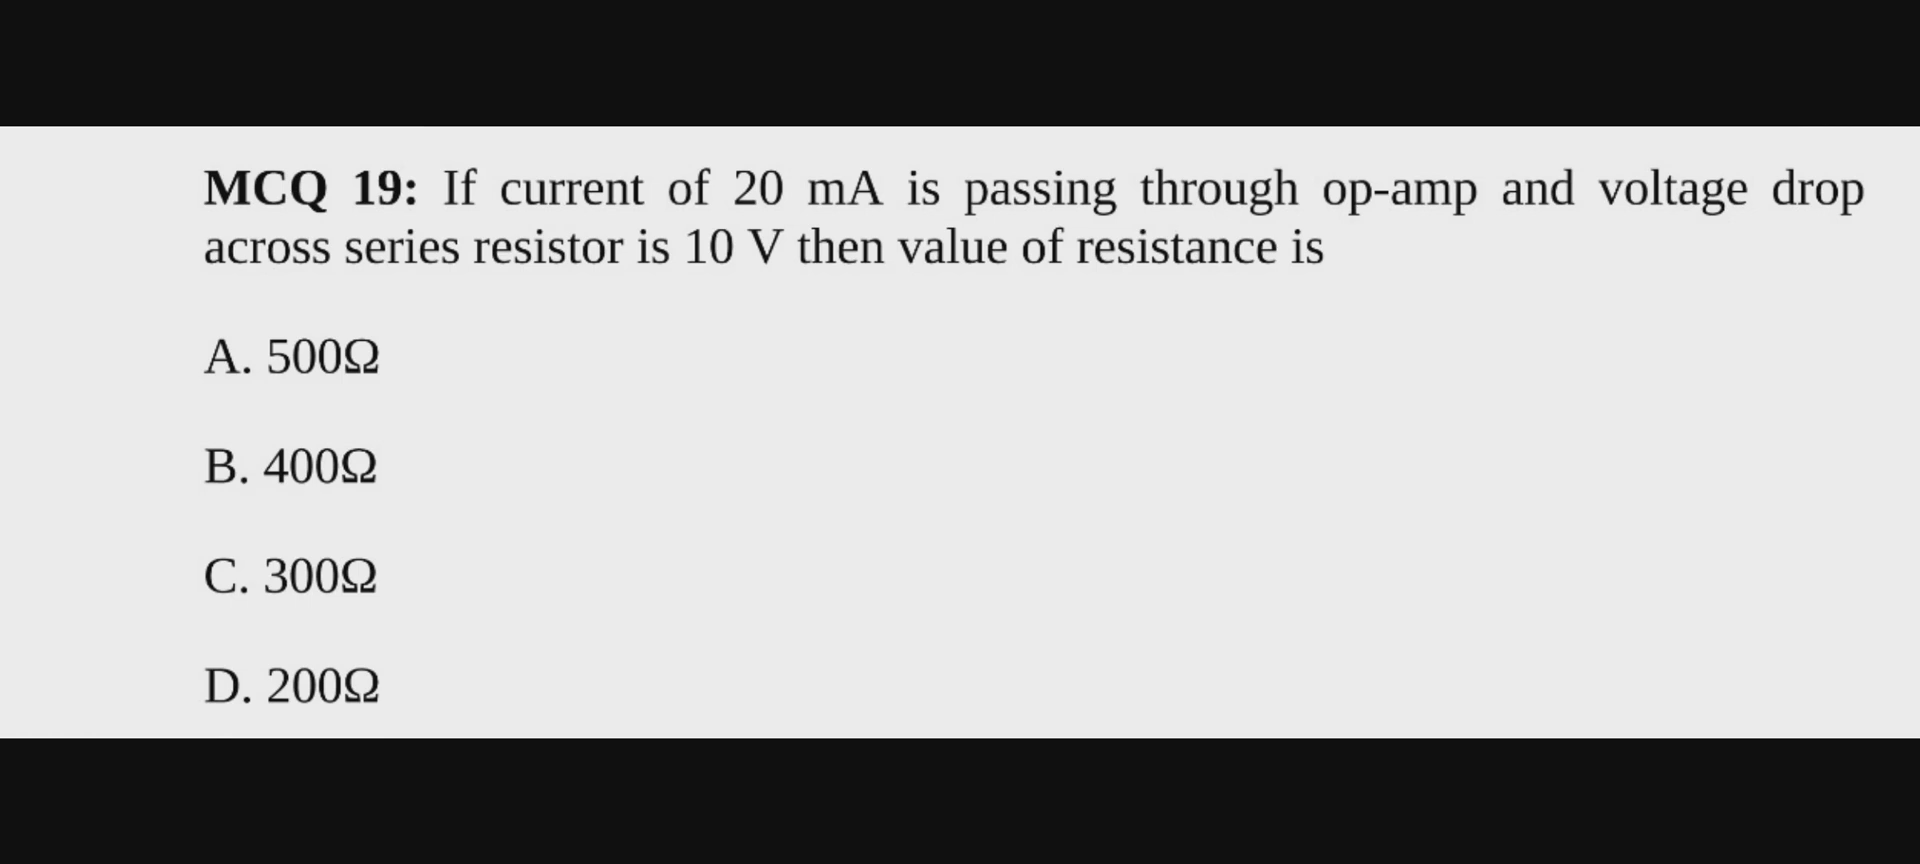 MCQ 19: If current of 20 mA is passing through op-amp and voltage drop
across series resistor is 10 V then value of resistance is
A. 500Ω
B. 400Ω
C. 300Ω
D. 200Ω